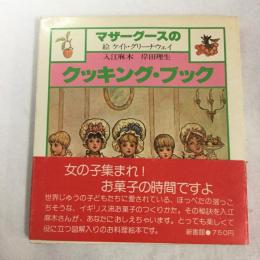 マザーグースの
絵 ケイト・グリーナウェイ
入江麻木 岸田理生
クッキング・ブック
女の子集まれ!
お菓子の時間ですよ
世界じゅうの子どもたちに愛されている、ほっぺたの落っこ
ちそうな、イギリス流お菓子のつくりかた。その秘訣を入江
麻木さんが、あなたにおしえちゃいます。とっても楽しくて
役に立つ図解入りのお料理絵本です。 新書館●750円